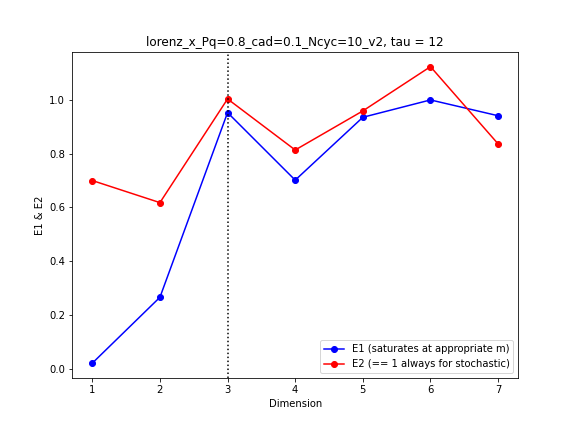 lorenz_x_Pq=0.8_cad=0.1_Ncyc=10_v2, tau = 12
E1 & E2
1.0
0.8
0.6
0.4
0.2
0.0
E1 (saturates at appropriate m)
E2 (== 1 always for stochastic)
1 2 3 4 5 6 7
Dimension